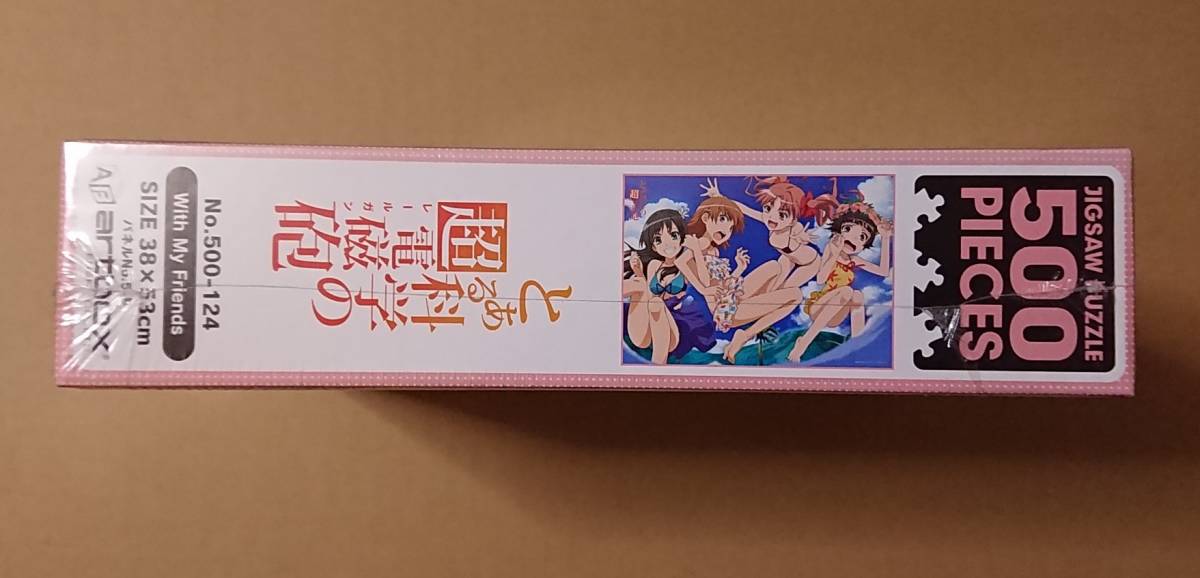 JIGSAW PUZZLE
500
PIECES
とある科学の
超電磁砲
レールガン
No.500-124
With My Friends
SIZE 38×53cm
artbox